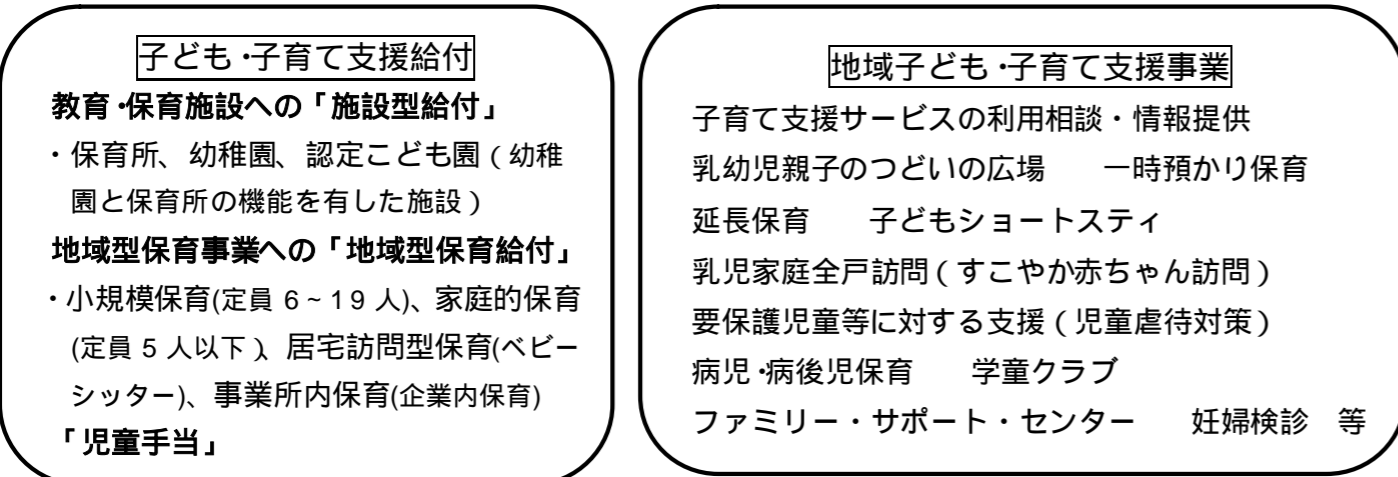 子ども・子育て支援給付
教育・保育施設への「施設型給付」
・保育所、幼稚園、認定こども園（幼稚
園と保育所の機能を有した施設）
地域型保育事業への「地域型保育給付」
・小規模保育(定員6~19人)、家庭的保育
(定員5人以下）、居宅訪問型保育(ベビー
シッター)、事業所内保育(企業内保育)
「児童手当」
地域子ども・子育て支援事業
子育て支援サービスの利用相談・情報提供
乳幼児親子のつどいの広場　　一時預かり保育
延長保育　　子どもショートスティ
乳児家庭全戸訪問（すこやか赤ちゃん訪問）
要保護児童等に対する支援（児童虐待対策）
病児・病後児保育　　学童クラブ
ファミリー・サポート・センター　　妊婦検診　等